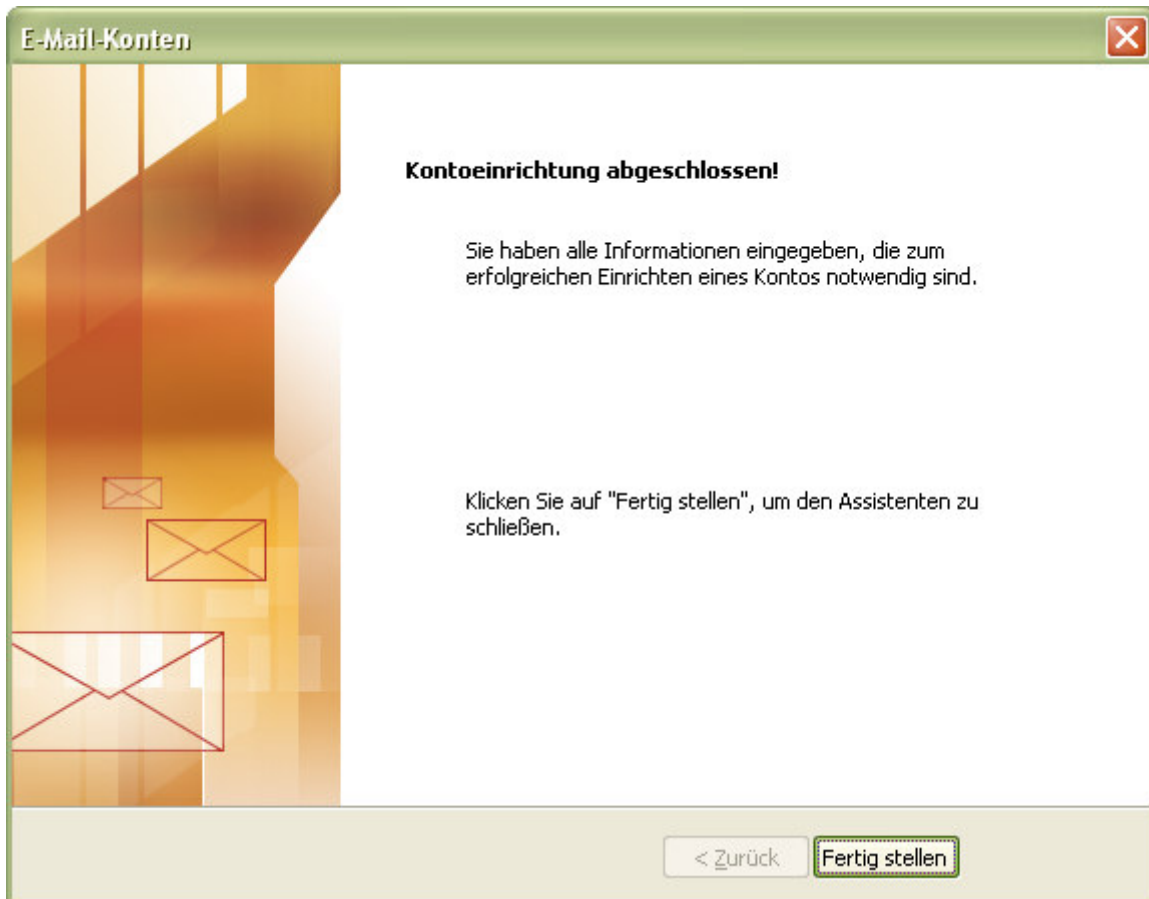 E-Mail-Konten
Kontoeinrichtung abgeschlossen!
Sie haben alle Informationen eingegeben, die zum
erfolgreichen Einrichten eines Kontos notwendig sind.
Klicken Sie auf "Fertig stellen", um den Assistenten zu
schließen.
< Zurück
Fertig stellen